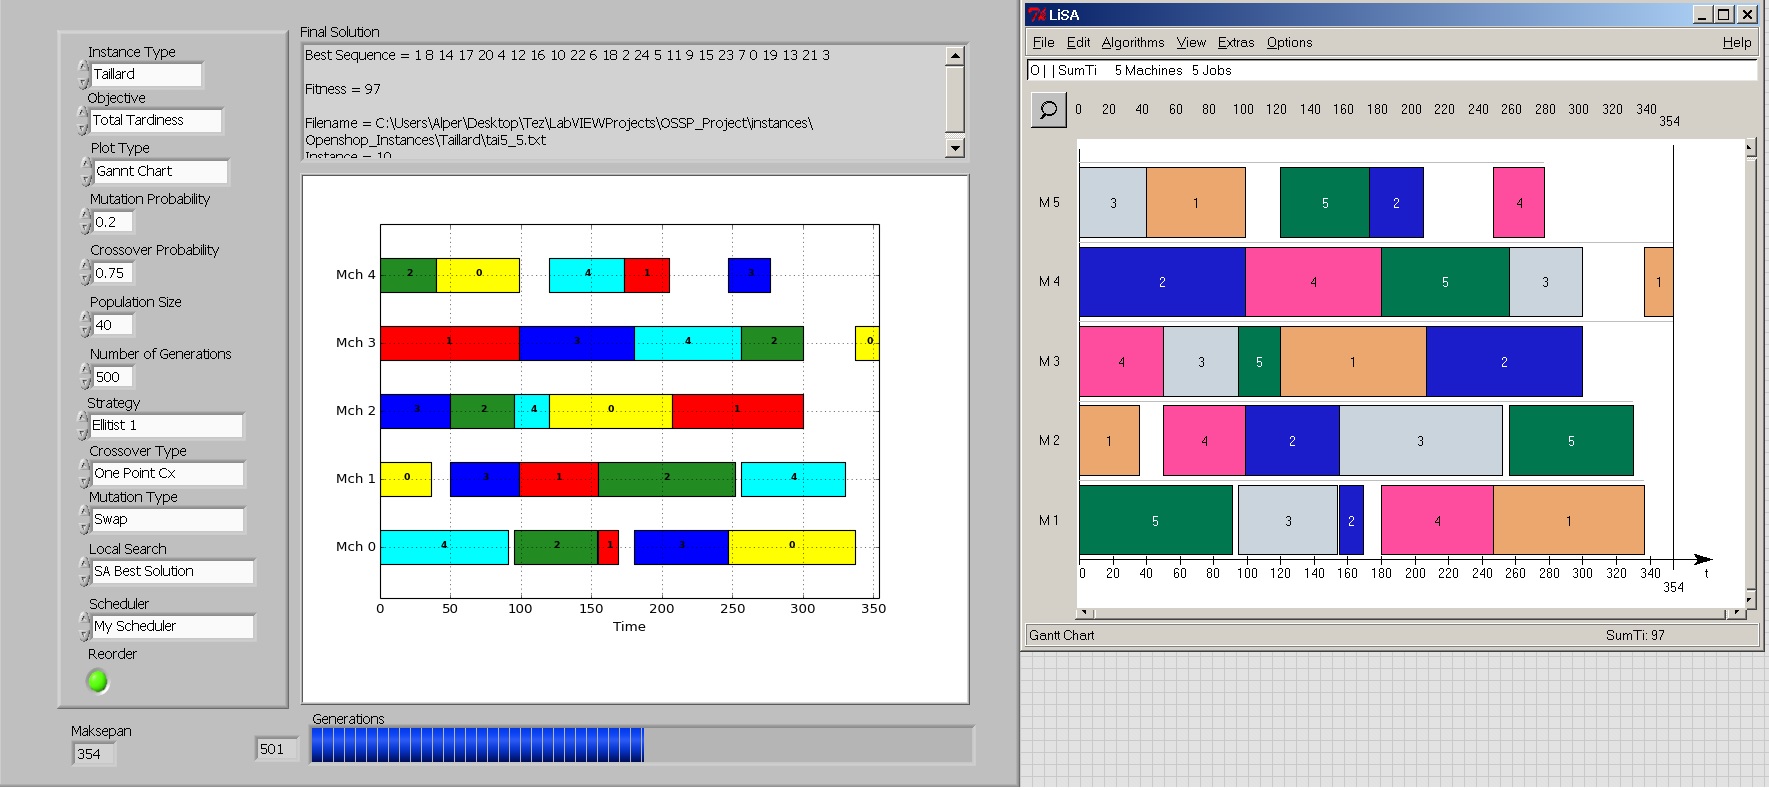 Instance Type
Taillard
Objective
Total Tardiness
Plot Type
Gannt Chart
Mutation Probability
0.2
Crossover Probability
0.75
Population Size
40
Number of Generations
500
Strategy
Ellitist 1
Crossover Type
One Point Cx
Mutation Type
Swap
Local Search
SA Best Solution
Scheduler
My Scheduler
Reorder
Maksepan
354
501
Final Solution
Best Sequence = 1 8 14 17 20 4 12 16 10 22 6 18 2 24 5 11 9 15 23 7 0 19 13 21 3
Fitness = 97
Filename = C:\Users\Alper\Desktop\Tez\LabVIEWProjects\OSSP_Project\instances\
Openshop_Instances\Taillard\tai5_5.txt
Instance = 10
Mch 4 2 0 4 1 3
Mch 3 1 3 4 2 0
Mch 2 3 2 4 0 1
Mch 1 0 3 1 2 4
Mch 0 4 2 1 3 0
0 50 100 150 200 250 300 350
Time
Generations
LiSA
File Edit Algorithms View Extras Options Help
O | | SumTi 5 Machines 5 Jobs
0 20 40 60 80 100 120 140 160 180 200 220 240 260 280 300 320 340
354
M 5 3 1 5 2 4
M 4 2 4 5 3 1
M 3 4 3 5 1 2
M 2 1 4 2 3 5
M 1 5 3 2 4 1
0 20 40 60 80 100 120 140 160 180 200 220 240 260 280 300 320 340 t
354
Gantt Chart SumTi: 97